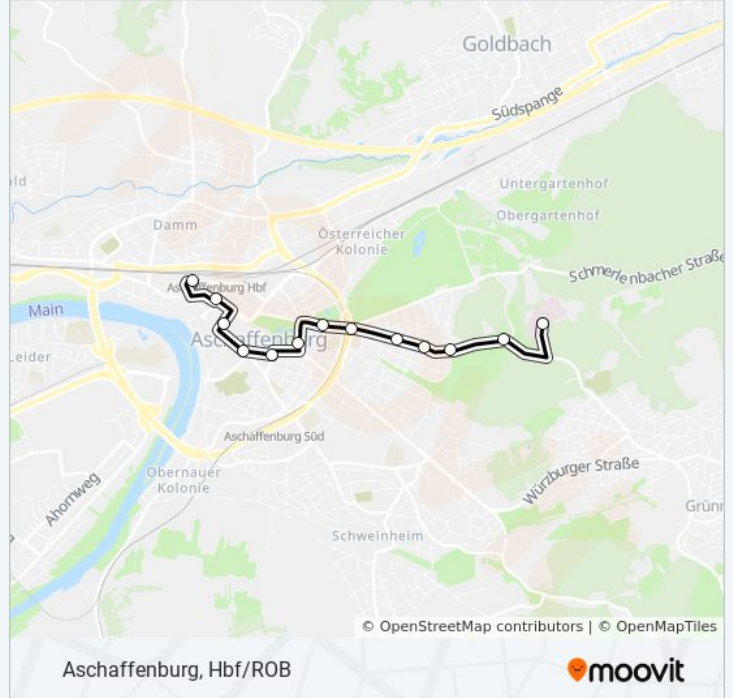 Goldbach
Südspange
ald
Untergartenhof
Damm
Obergartenhof
Österreicher
Kolonie
Schmerlenbacher Straße
Aschaffenburg Hbf
Main
Aschaffenburg
Leider
Aschaffenburg Süd
Obernauer
Kolonie
Würzburger Straße
Ahornweg
Grünm
Schweinheim
© OpenStreetMap contributors | © OpenMapTiles
Aschaffenburg, Hbf/ROB
moovit